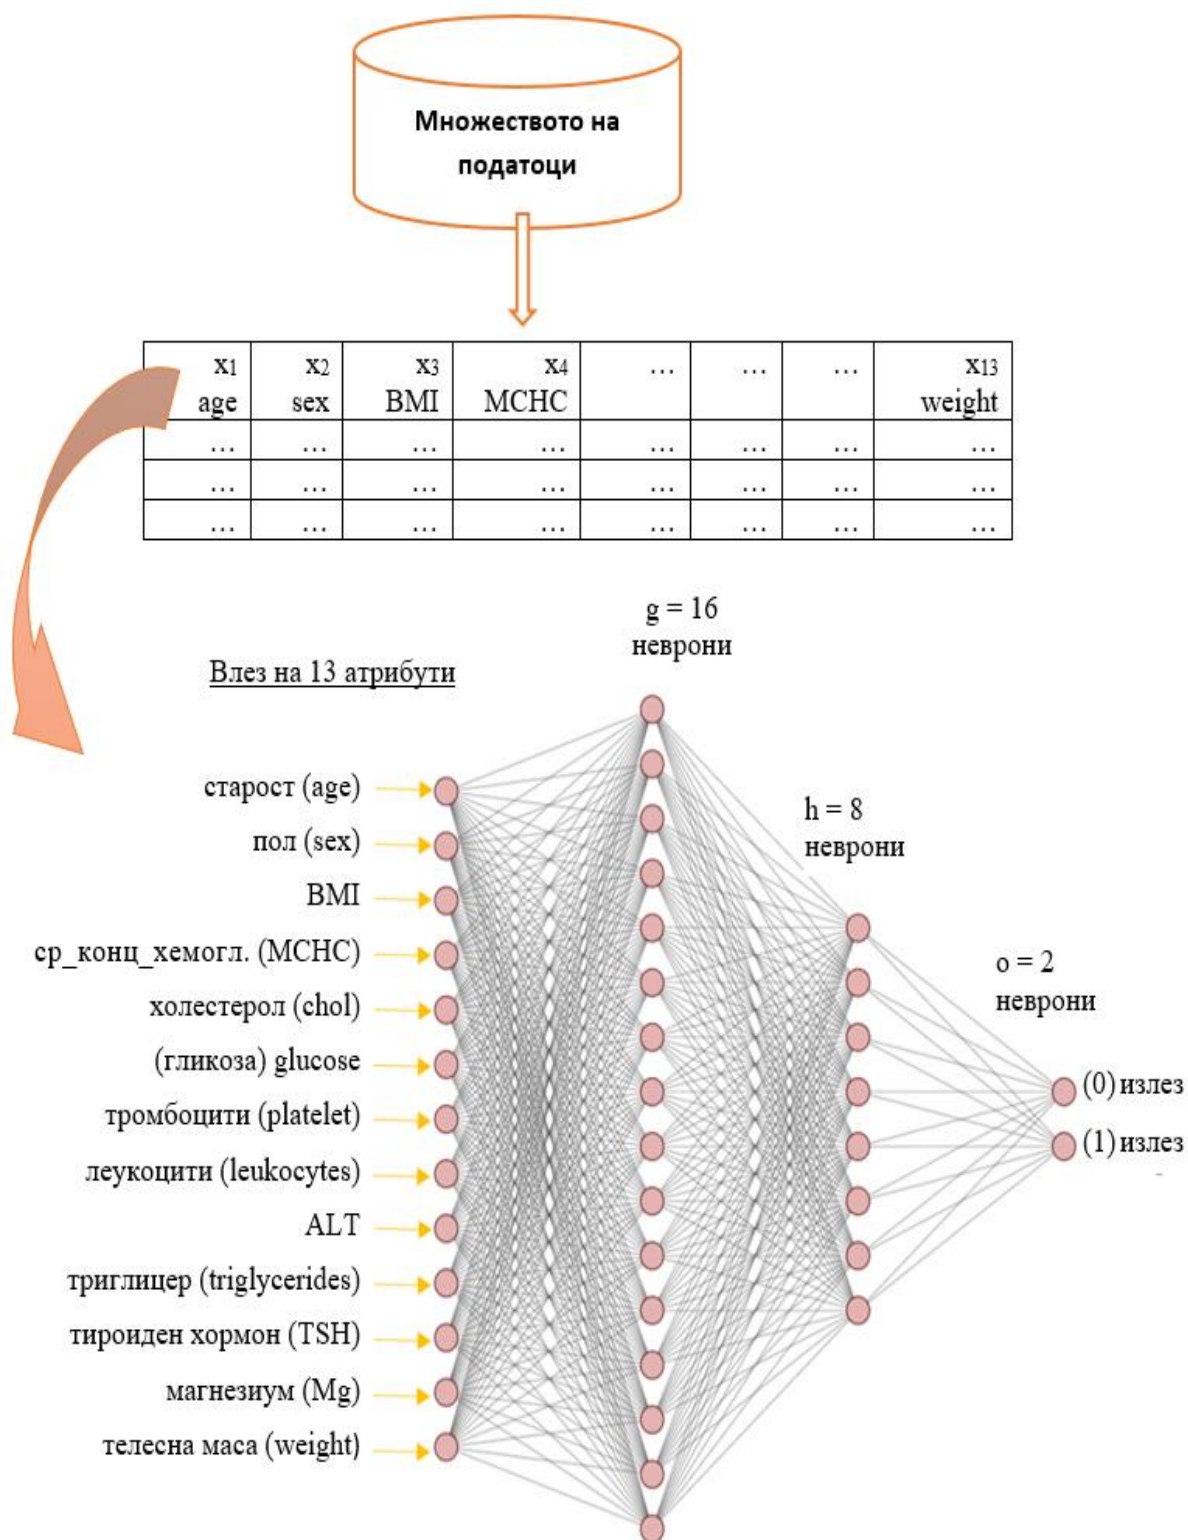 Множеството на
податоци
x1 x2 x3 x4 ... ... ... x13
age sex BMI MCHC weight
... ... ... ... ... ... ... ...
... ... ... ... ... ... ... ...
... ... ... ... ... ... ... ...
g = 16
неврони
Влез на 13 атрибути
старост (age)
h = 8
пол (sex)
неврони
BMI
ср_конц_хемогл. (MCHC)
o = 2
холестерол (chol)
неврони
(гликоза) glucose
(0) излез
тромбоцити (platelet)
(1) излез
леукоцити (leukocytes)
ALT
триглицер (triglycerides)
тироиден хормон (TSH)
магнезиум (Mg)
телесна маса (weight)